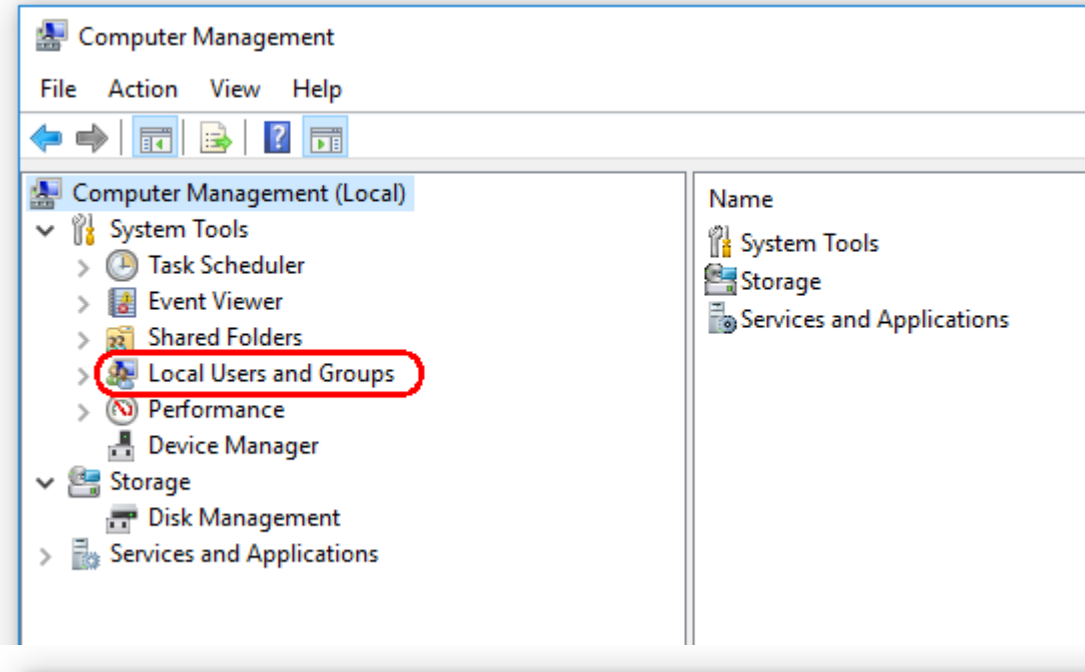 Computer Management
File Action View Help
Computer Management (Local)
System Tools
Task Scheduler
Event Viewer
Shared Folders
Local Users and Groups
Performance
Device Manager
Storage
Disk Management
Services and Applications
Name
System Tools
Storage
Services and Applications